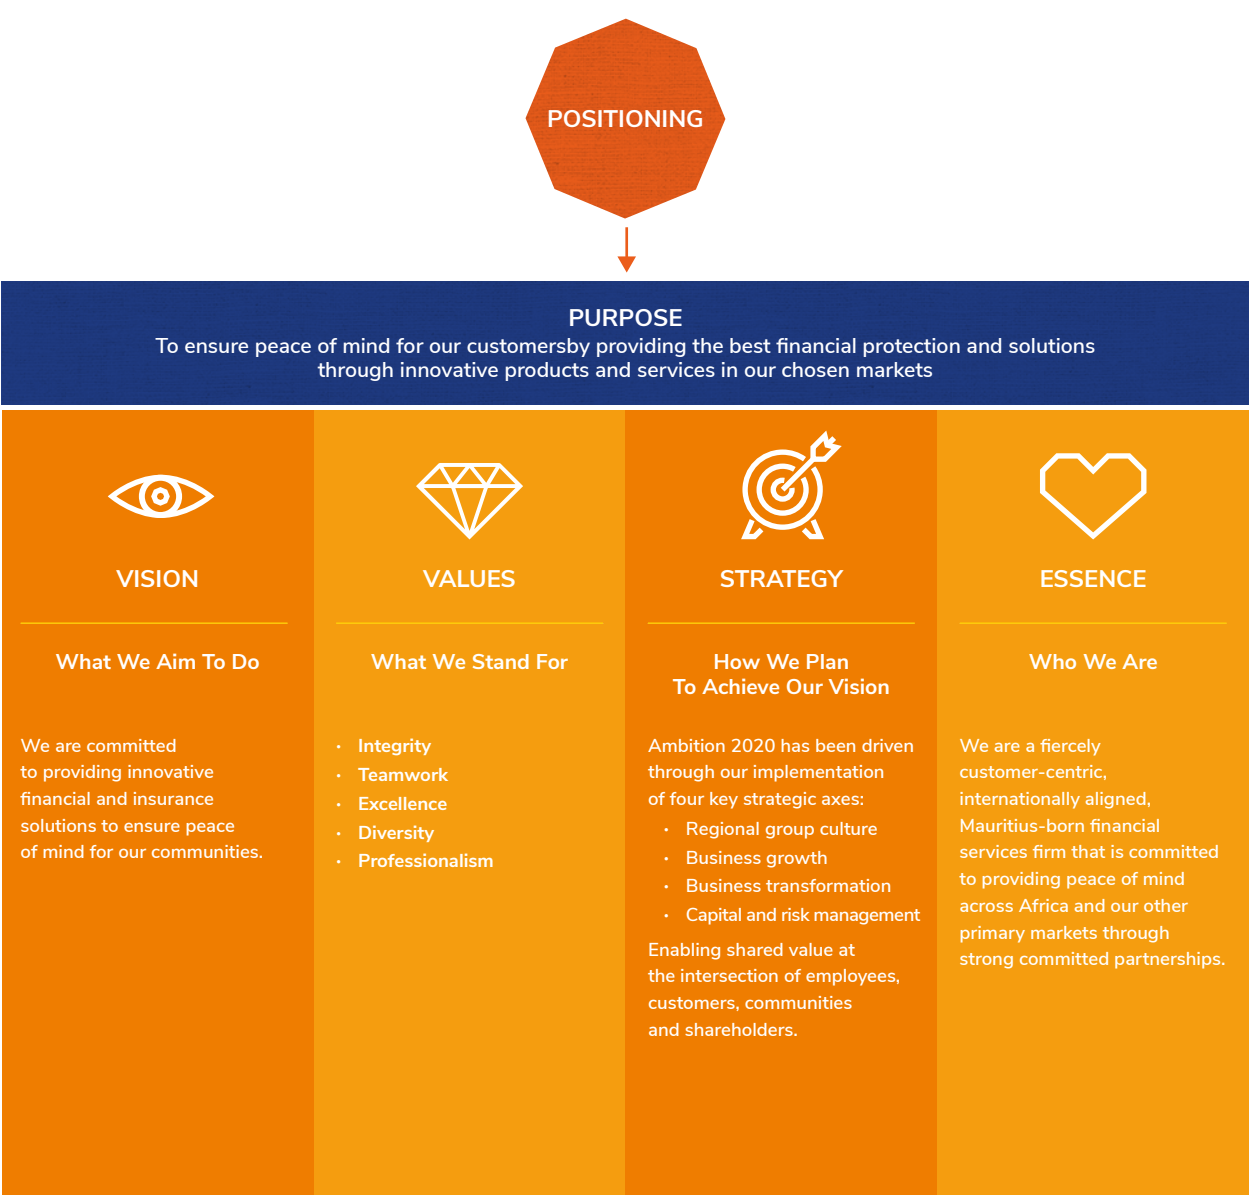 POSITIONING
PURPOSE
To ensure peace of mind for our customersby providing the best financial protection and solutions
through innovative products and services in our chosen markets
VISION
What We Aim To Do
We are committed
to providing innovative
financial and insurance
solutions to ensure peace
of mind for our communities.
VALUES
What We Stand For
• Integrity
• Teamwork
• Excellence
• Diversity
• Professionalism
STRATEGY
How We Plan
To Achieve Our Vision
Ambition 2020 has been driven
through our implementation
of four key strategic axes:
• Regional group culture
• Business growth
• Business transformation
• Capital and risk management
Enabling shared value at
the intersection of employees,
customers, communities
and shareholders.
ESSENCE
Who We Are
We are a fiercely
customer-centric,
internationally aligned,
Mauritius-born financial
services firm that is committed
to providing peace of mind
across Africa and our other
primary markets through
strong committed partnerships.